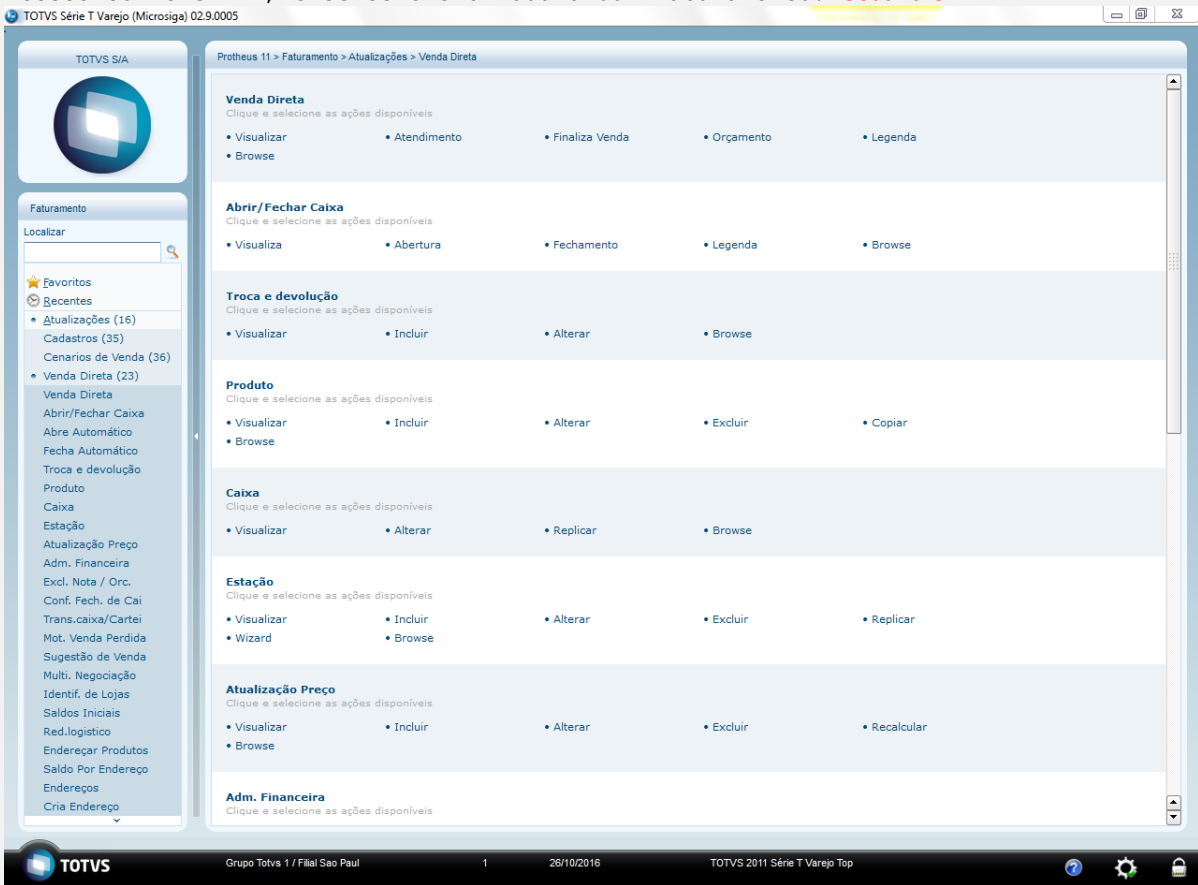 TOTVS Série T Varejo (Microsiga) 02.9.0005
TOTVS S/A
Faturamento
Localizar
Favoritos
Recentes
• Atualizações (16)
Cadastros (35)
Cenarios de Venda (36)
• Venda Direta (23)
Venda Direta
Abrir/Fechar Caixa
Abre Automático
Fecha Automático
Troca e devolução
Produto
Caixa
Estação
Atualização Preço
Adm. Financeira
Excl. Nota / Orc.
Conf. Fech. de Cai
Trans.caixa/Cartei
Mot. Venda Perdida
Sugestão de Venda
Multi. Negociação
Identif. de Lojas
Saldos Iniciais
Red.logistico
Endereçar Produtos
Saldo Por Endereço
Endereços
Cria Endereço
Protheus 11 > Faturamento > Atualizações > Venda Direta
Venda Direta
Clique e selecione as ações disponíveis
• Visualizar • Atendimento • Finaliza Venda • Orçamento • Legenda
• Browse
Abrir/Fechar Caixa
Clique e selecione as ações disponíveis
• Visualiza • Abertura • Fechamento • Legenda • Browse
Troca e devolução
Clique e selecione as ações disponíveis
• Visualizar • Incluir • Alterar • Browse
Produto
Clique e selecione as ações disponíveis
• Visualizar • Incluir • Alterar • Excluir • Copiar
• Browse
Caixa
Clique e selecione as ações disponíveis
• Visualizar • Alterar • Replicar • Browse
Estação
Clique e selecione as ações disponíveis
• Visualizar • Incluir • Alterar • Excluir • Replicar
• Wizard • Browse
Atualização Preço
Clique e selecione as ações disponíveis
• Visualizar • Incluir • Alterar • Excluir • Recalcular
• Browse
Adm. Financeira
Clique e selecione as ações disponíveis
TOTVS Grupo Totvs 1 / Filial Sao Paul 1 26/10/2016 TOTVS 2011 Série T Varejo Top